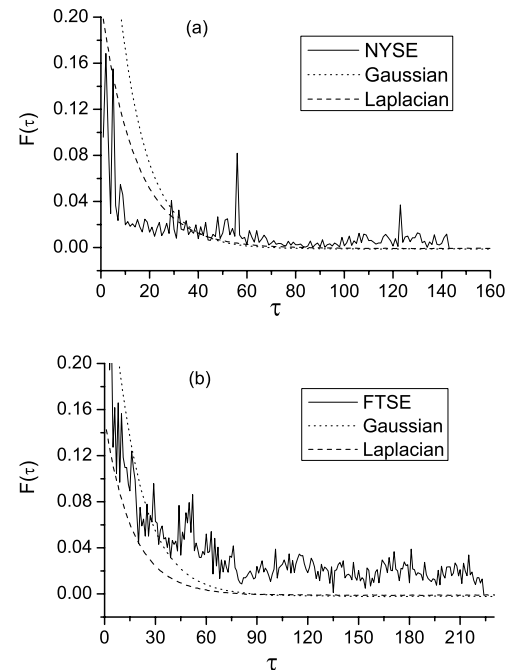 (a)
NYSE
Gaussian
Laplacian
F(τ)
0.20
0.16
0.12
0.08
0.04
0.00
0 20 40 60 80 100 120 140 160
τ
(b)
FTSE
Gaussian
Laplacian
F(τ)
0.20
0.16
0.12
0.08
0.04
0.00
0 30 60 90 120 150 180 210
τ